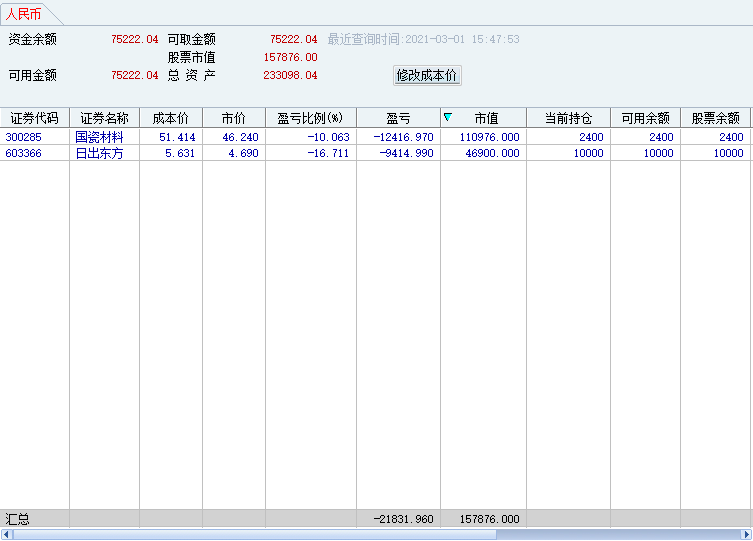 人民币
资金余额 75222.04 可取金额 75222.04 最近查询时间:2021-03-01 15:47:53
股票市值 157876.00
可用金额 75222.04 总 资 产 233098.04 修改成本价
证券代码 证券名称 成本价 市价 盈亏比例(%) 盈亏 市值 当前持仓 可用余额 股票余额
300285 国瓷材料 51.414 46.240 -10.063 -12416.970 110976.000 2400 2400 2400
603366 日出东方 5.631 4.690 -16.711 -9414.990 46900.000 10000 10000 10000
汇总 -21831.960 157876.000